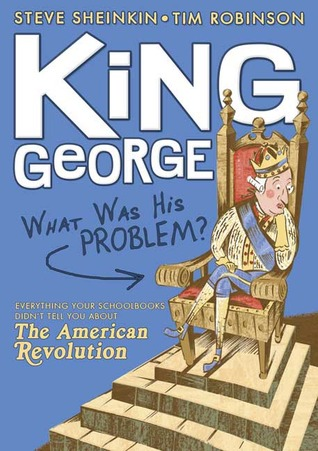 STEVE SHEINKIN • TIM ROBINSON
KiNG
GeORGE
WHAT WAS HIS
PROBLEM?
EVERYTHING YOUR SCHOOLBOOKS
DIDN'T TELL YOU ABOUT
The American
Revolution